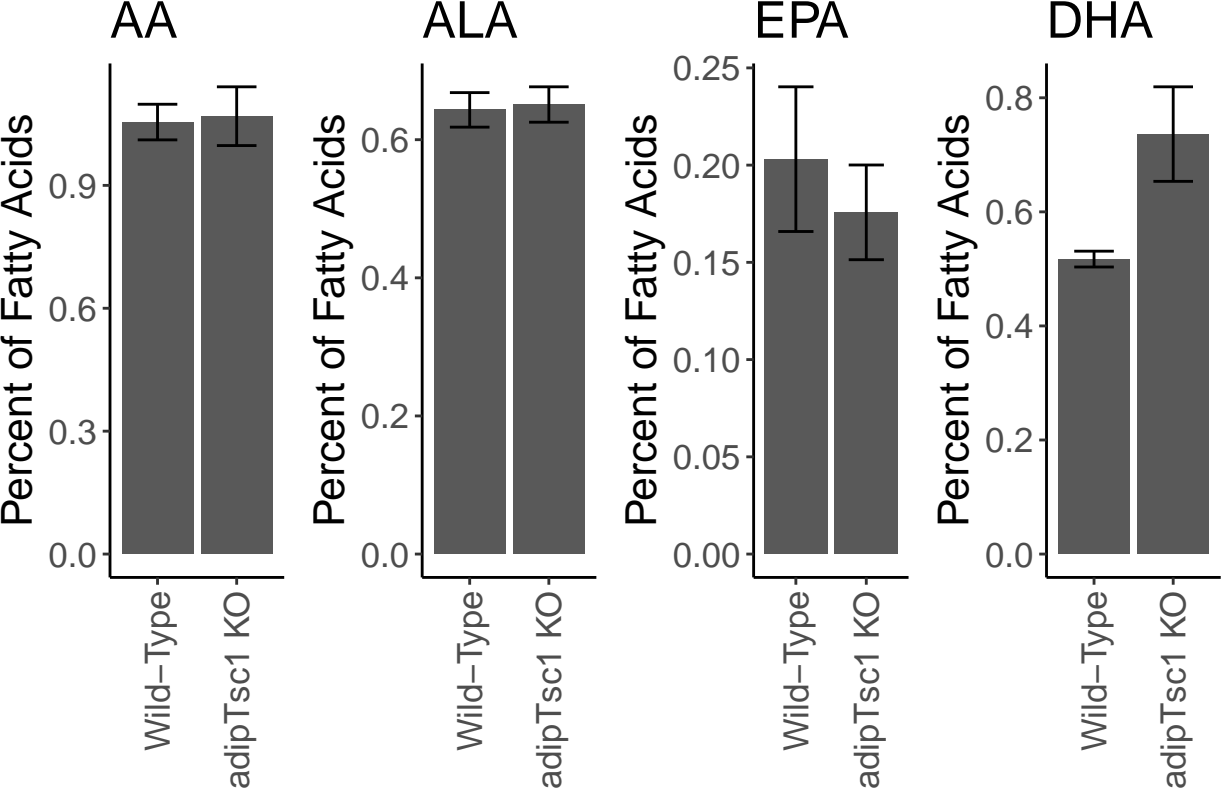 AA
Percent of Fatty Acids
0.9
0.6
0.3
0.0
Wild−Type
adipTsc1 KO
ALA
Percent of Fatty Acids
0.6
0.4
0.2
0.0
Wild−Type
adipTsc1 KO
EPA
Percent of Fatty Acids
0.25
0.20
0.15
0.10
0.05
0.00
Wild−Type
adipTsc1 KO
DHA
Percent of Fatty Acids
0.8
0.6
0.4
0.2
0.0
Wild−Type
adipTsc1 KO